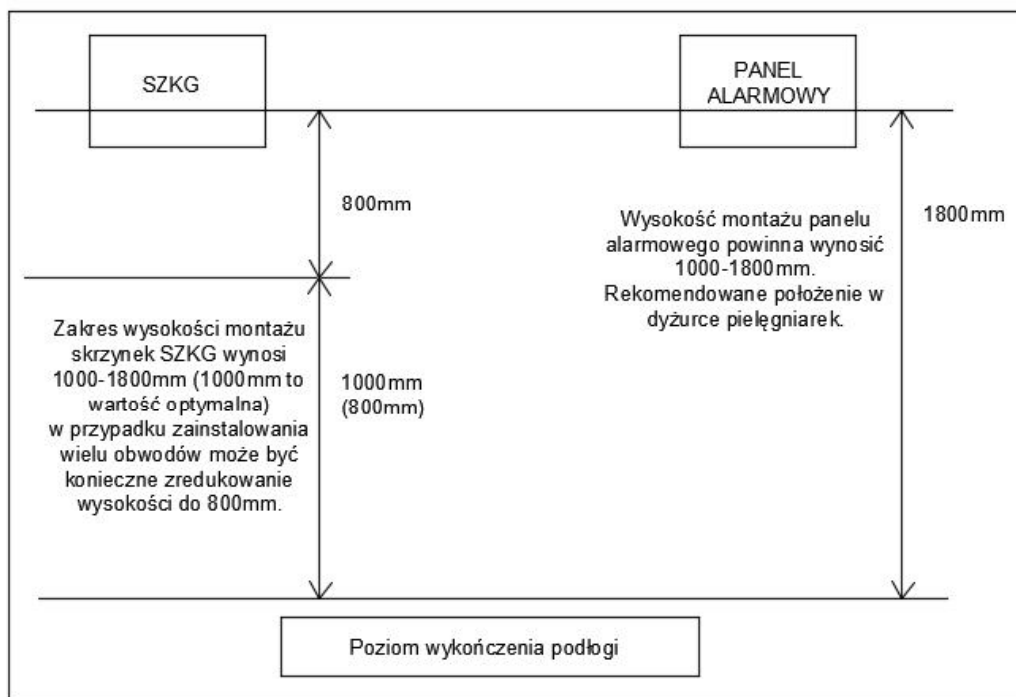 SZKG
PANEL
ALARMOWY
800mm
1800mm
Wysokość montażu panelu
alarmowego powinna wynosić
1000-1800mm.
Rekomendowane położenie w
dyżurce pielęgniarek.
Zakres wysokości montażu
skrzynek SZKG wynosi
1000-1800mm (1000mm to
wartość optymalna)
w przypadku zainstalowania
wielu obwodów może być
konieczne zredukowanie
wysokości do 800mm.
1000mm
(800mm)
Poziom wykończenia podłogi